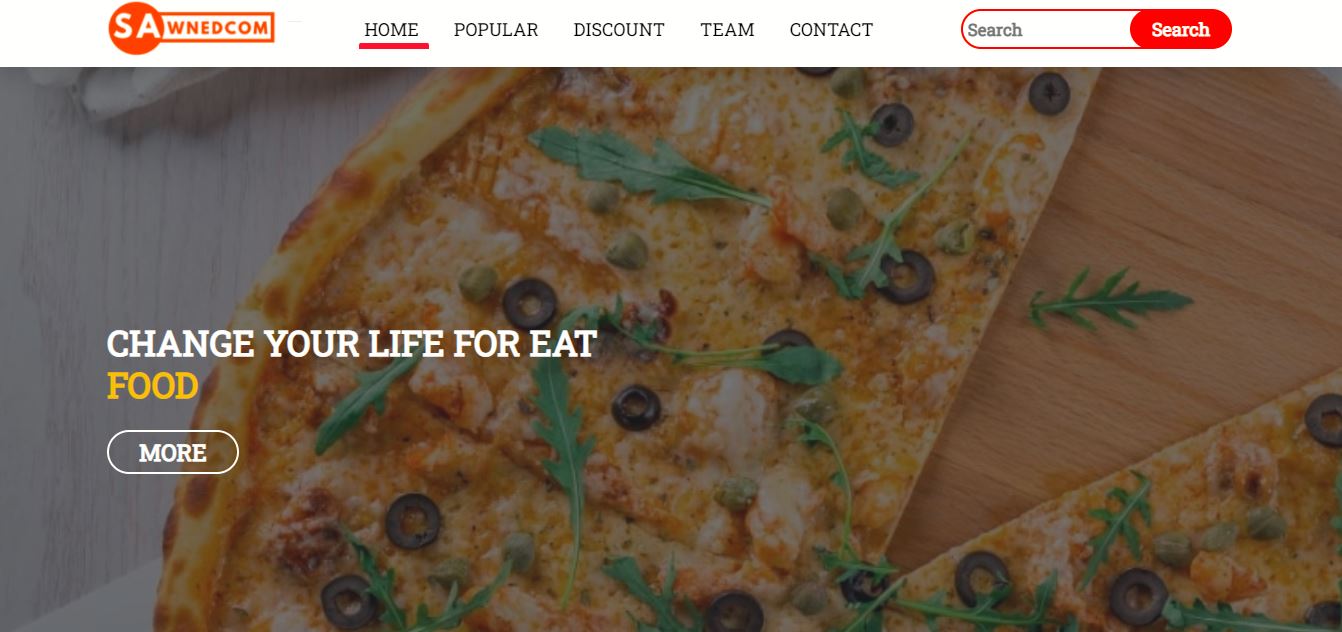 SAWNEDCOM
HOME POPULAR DISCOUNT TEAM CONTACT
Search Search
CHANGE YOUR LIFE FOR EAT
FOOD
MORE